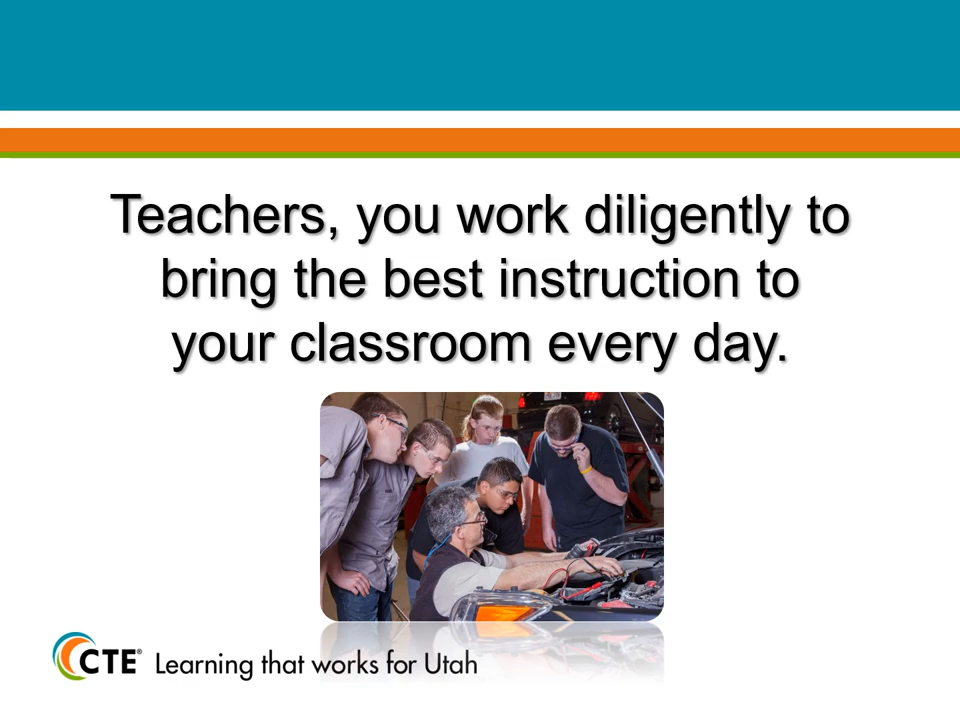 Teachers, you work diligently to
bring the best instruction to
your classroom every day.
CTE® Learning that works for Utah